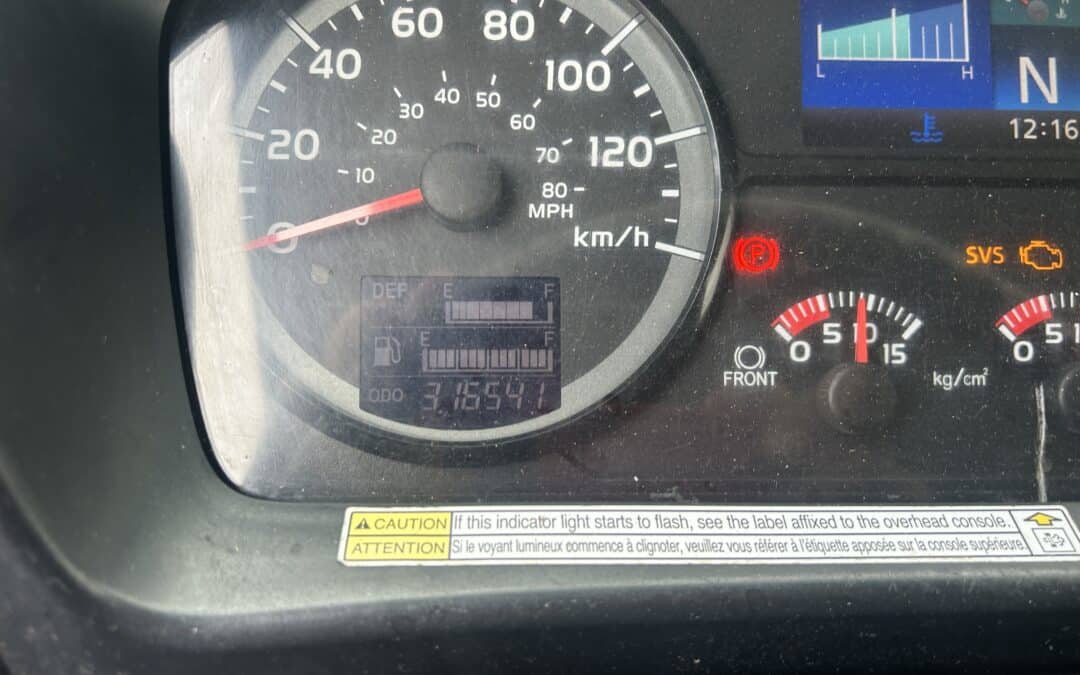 60 80
40 100
40 50
30 60
20 20 70 120
10 80
MPH
0 0 km/h
L H
N
12:16
DEF E F
E F
ODO 316541
P
SVS
0 5 10 15
FRONT
kg/cm²
0 5
⚠ CAUTION If this indicator light starts to flash, see the label affixed to the overhead console.
ATTENTION Si le voyant lumineux commence à clignoter, veuillez vous référer à l'étiquette apposée sur la console supérieure.